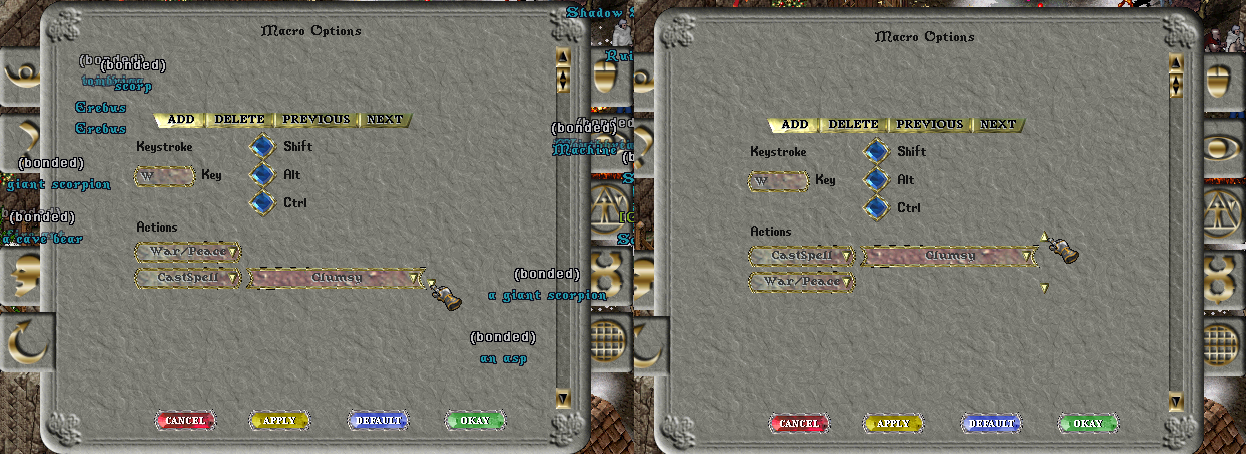 Macro Options
(bonded)
(bonded)
scorp
Erebus
Erebus
ADD DELETE PREVIOUS NEXT
Keystroke
Shift
(bonded)
giant scorpion
W
Key
Alt
Ctrl
(bonded)
a cave bear
Actions
War/Peace
CastSpell
Clumsy
(bonded)
a giant scorpion
(bonded)
an asp
CANCEL APPLY DEFAULT OKAY
Shadow
(bonded)
Machine
Macro Options
ADD DELETE PREVIOUS NEXT
Keystroke
Shift
W
Key
Alt
Ctrl
Actions
CastSpell
Clumsy
War/Peace
CANCEL APPLY DEFAULT OKAY